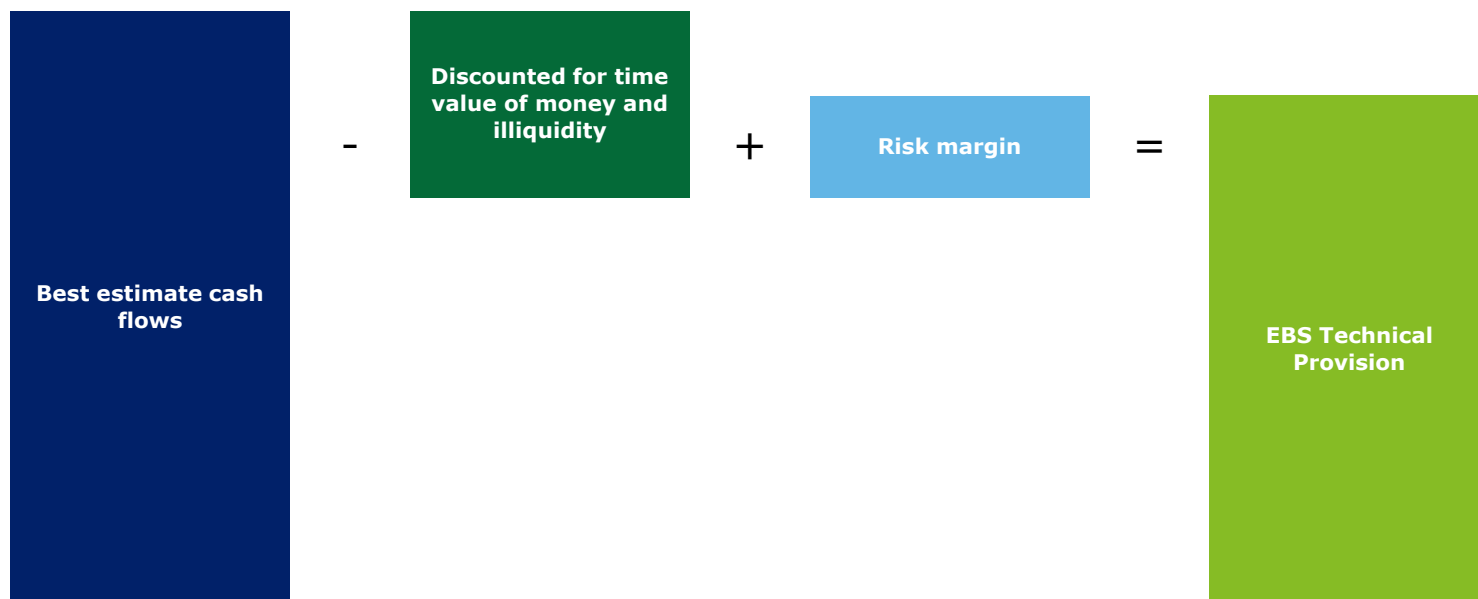 Best estimate cash
flows
-
Discounted for time
value of money and
illiquidity
+
Risk margin
=
EBS Technical
Provision